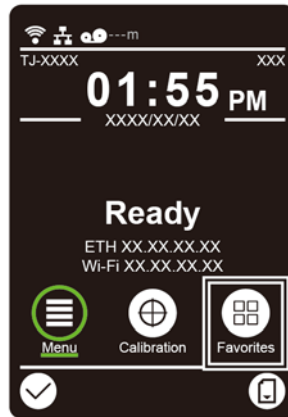 ---m
TJ-XXXX XXX
01:55 PM
XXXX/XX/XX
Ready
ETH XX.XX.XX.XX
Wi-Fi XX.XX.XX.XX
Menu Calibration Favorites